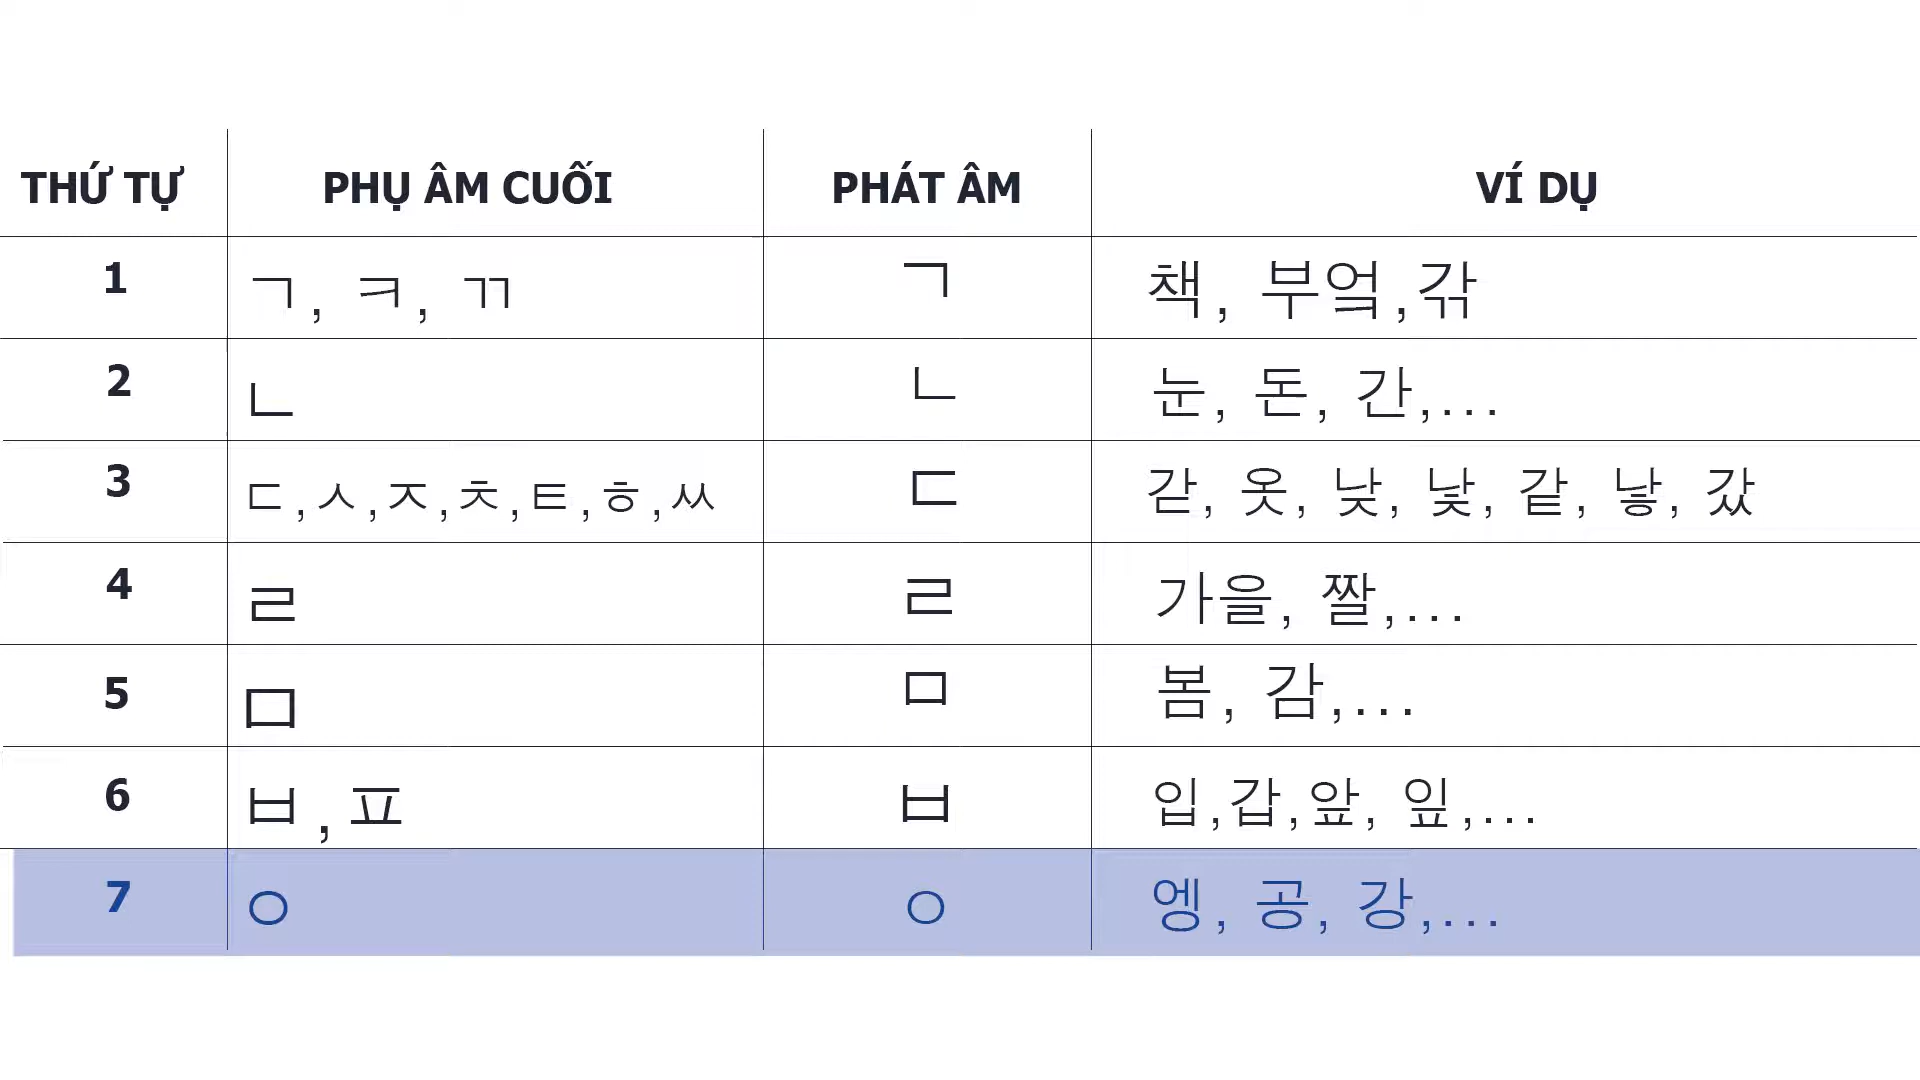 THỨ TỰ PHỤ ÂM CUỐI PHÁT ÂM VÍ DỤ
1 ㄱ, ㅋ, ㄲ ㄱ 책, 부엌,갂
2 ㄴ ㄴ 눈, 돈, 간,...
3 ㄷ,ㅅ,ㅈ,ㅊ,ㅌ,ㅎ,ㅆ ㄷ 갇, 옷, 낮, 낯, 같, 낳, 갔
4 ㄹ ㄹ 가을, 짤,...
5 ㅁ ㅁ 봄, 감,...
6 ㅂ,ㅍ ㅂ 입,갑,앞, 잎,...
7 ㅇ ㅇ 엥, 공, 강,...